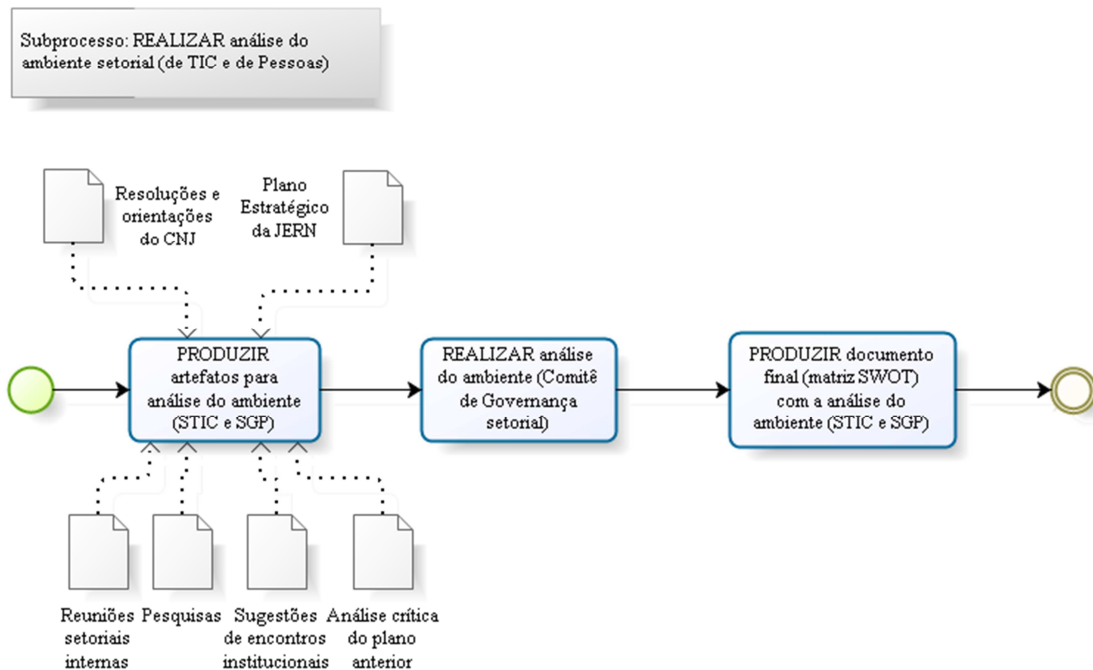 Subprocesso: REALIZAR análise do
ambiente setorial (de TIC e de Pessoas)
Resoluções e
orientações
do CNJ
Plano
Estratégico
da JERN
PRODUZIR
artefatos para
análise do ambiente
(STIC e SGP)
REALIZAR análise
do ambiente (Comitê
de Governança
setorial)
PRODUZIR documento
final (matriz SWOT)
com a análise do
ambiente (STIC e SGP)
Reuniões
setoriais
internas
Pesquisas
Sugestões
de encontros
institucionais
Análise crítica
do plano
anterior